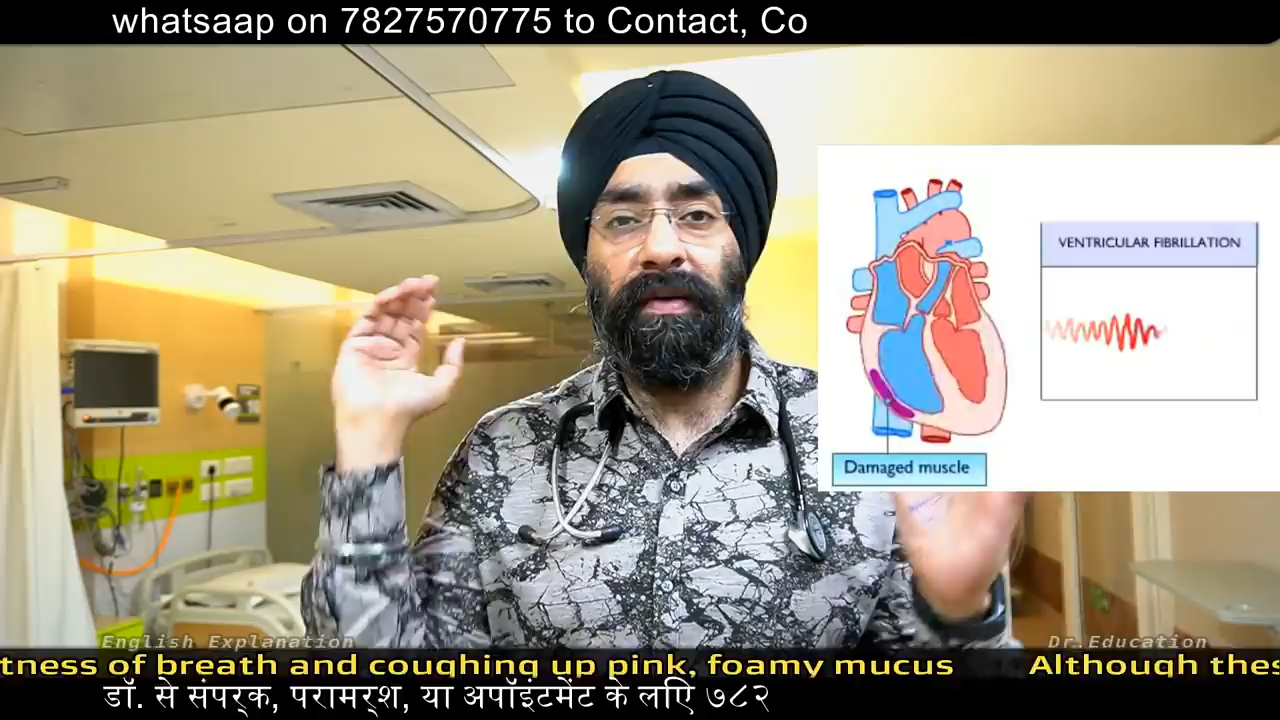 whatsaap on 7827570775 to Contact, Co
VENTRICULAR FIBRILLATION
Damaged muscle
English Explanation
Dr.Education
tness of breath and coughing up pink, foamy mucus Although thes
डॉ. से संपर्क, परामर्श, या अपॉइंटमेंट के लिए ७८२